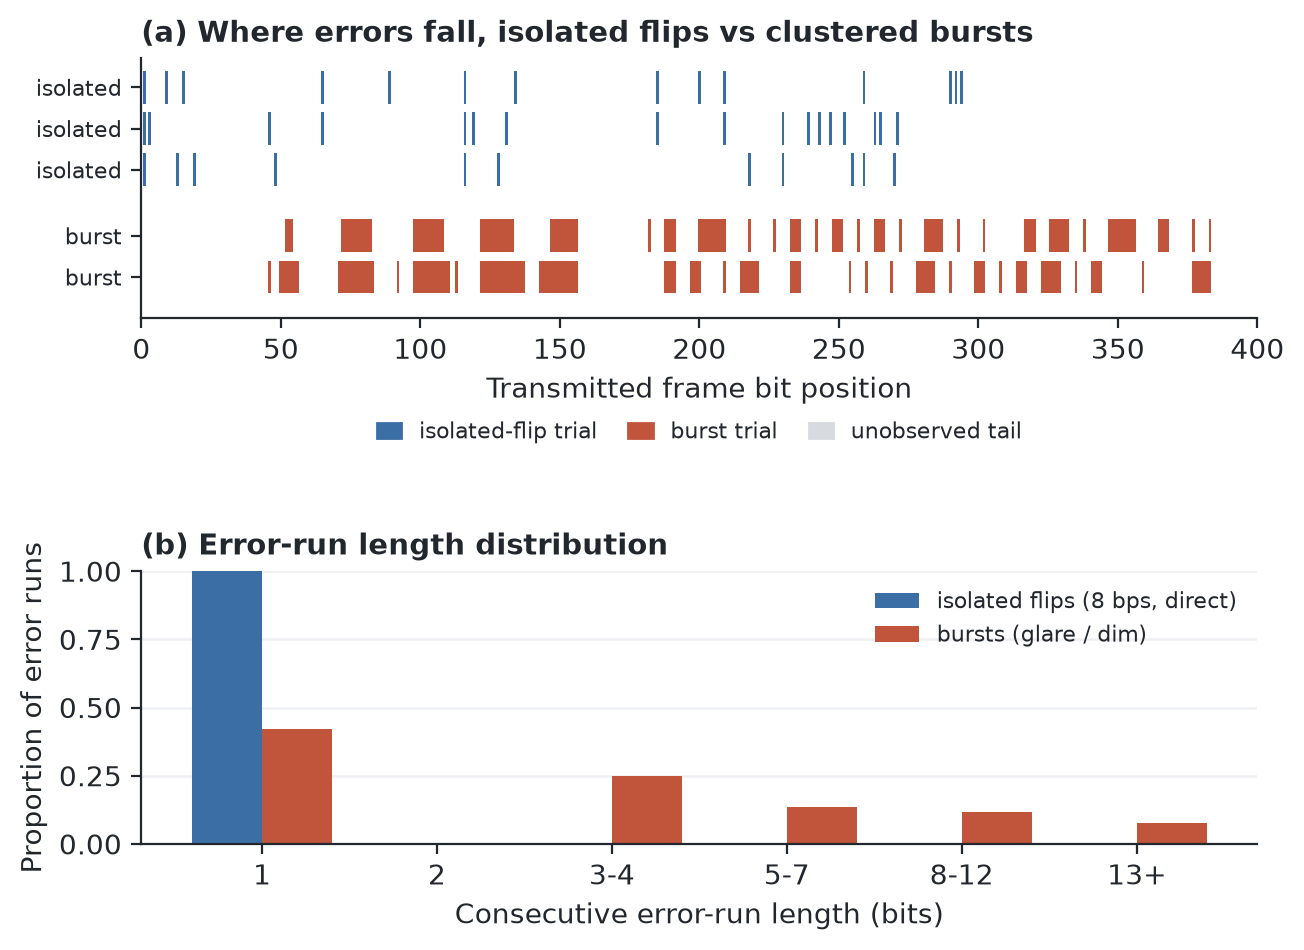 (a) Where errors fall, isolated flips vs clustered bursts
isolated
isolated
isolated
burst
burst
0 50 100 150 200 250 300 350 400
Transmitted frame bit position
isolated-flip trial burst trial unobserved tail
(b) Error-run length distribution
Proportion of error runs
1.00
0.75
0.50
0.25
0.00
isolated flips (8 bps, direct)
bursts (glare / dim)
1 2 3-4 5-7 8-12 13+
Consecutive error-run length (bits)